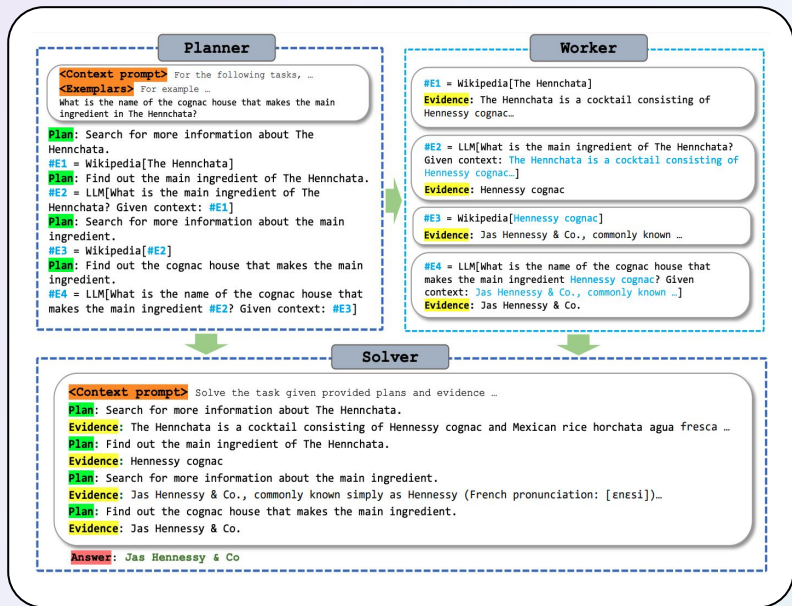 Planner
<Context prompt> For the following tasks, …
<Exemplars> For example …
What is the name of the cognac house that makes the main
ingredient in The Hennchata?
Plan: Search for more information about The
Hennchata.
#E1 = Wikipedia[The Hennchata]
Plan: Find out the main ingredient of The Hennchata.
#E2 = LLM[What is the main ingredient of The
Hennchata? Given context: #E1]
Plan: Search for more information about the main
ingredient.
#E3 = Wikipedia[#E2]
Plan: Find out the cognac house that makes the main
ingredient.
#E4 = LLM[What is the name of the cognac house that
makes the main ingredient #E2? Given context: #E3]
Worker
#E1 = Wikipedia[The Hennchata]
Evidence: The Hennchata is a cocktail consisting of
Hennessy cognac…
#E2 = LLM[What is the main ingredient of The Hennchata?
Given context: The Hennchata is a cocktail consisting of
Hennessy cognac…]
Evidence: Hennessy cognac
#E3 = Wikipedia[Hennessy cognac]
Evidence: Jas Hennessy & Co., commonly known …
#E4 = LLM[What is the name of the cognac house that
makes the main ingredient Hennessy cognac? Given
context: Jas Hennessy & Co., commonly known …]
Evidence: Jas Hennessy & Co.
Solver
<Context prompt> Solve the task given provided plans and evidence …
Plan: Search for more information about The Hennchata.
Evidence: The Hennchata is a cocktail consisting of Hennessy cognac and Mexican rice horchata agua fresca …
Plan: Find out the main ingredient of The Hennchata.
Evidence: Hennessy cognac
Plan: Search for more information about the main ingredient.
Evidence: Jas Hennessy & Co., commonly known simply as Hennessy (French pronunciation: [ɛnɛsi])…
Plan: Find out the cognac house that makes the main ingredient.
Evidence: Jas Hennessy & Co.
Answer: Jas Hennessy & Co